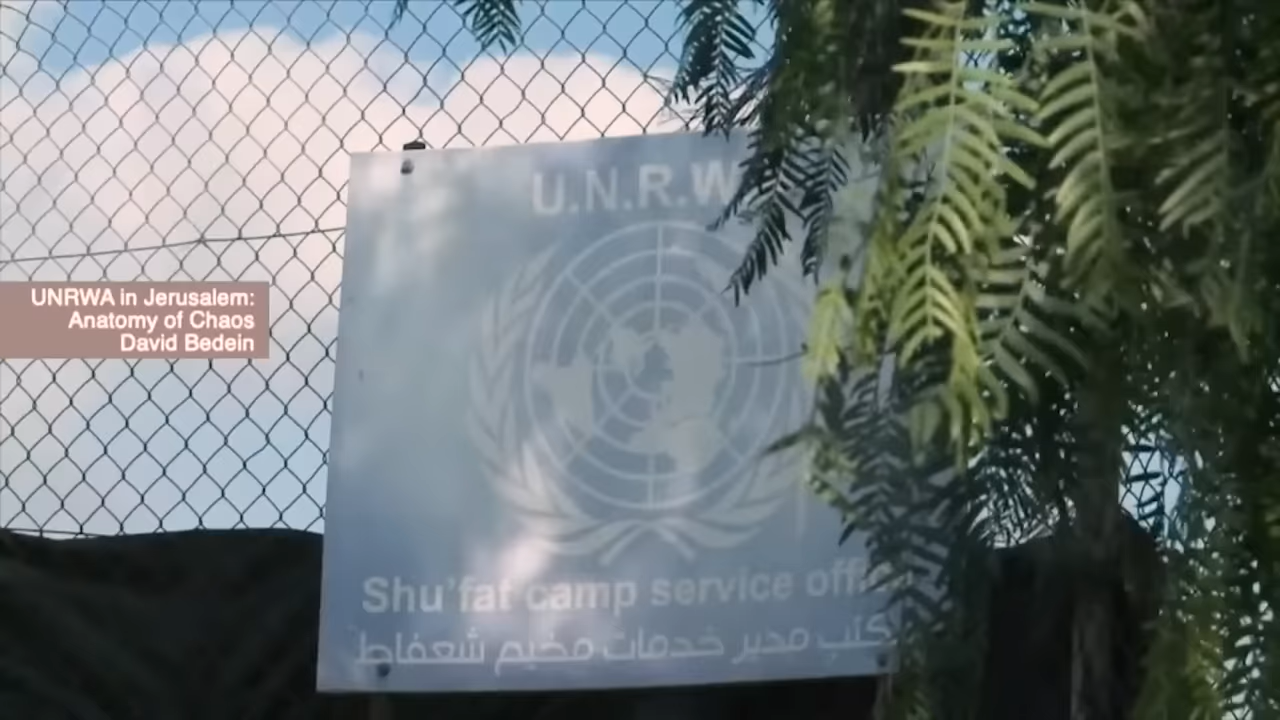 UNRWA in Jerusalem:
Anatomy of Chaos
David Bedein
U.N.R.W
Shu'fat camp service
مدير خدمات مخيم شعفاط